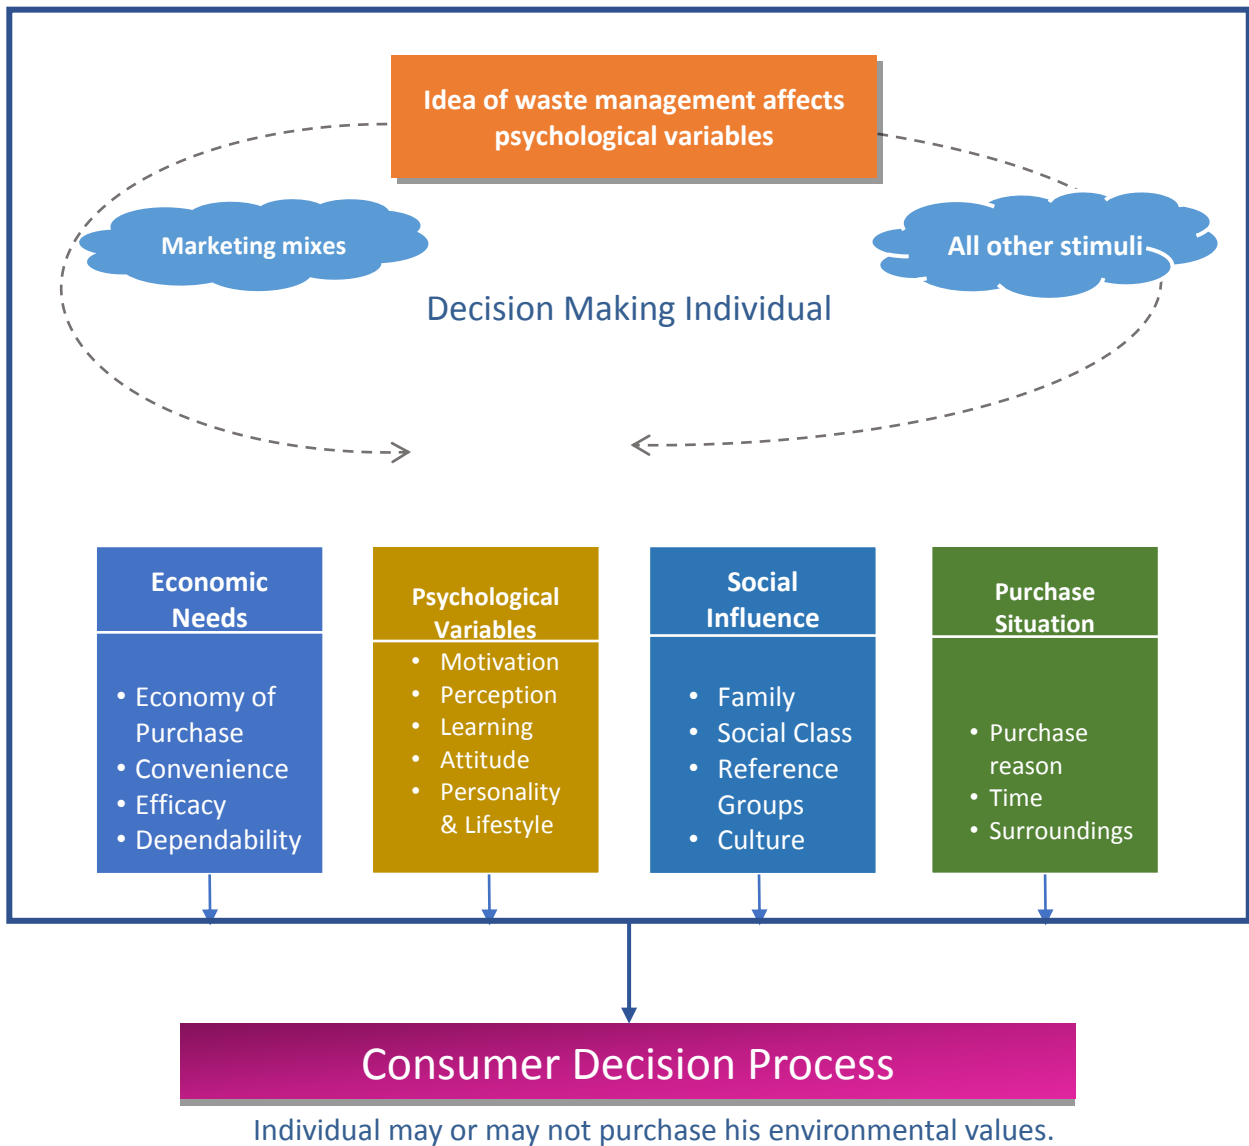 Idea of waste management affects
psychological variables
Marketing mixes
All other stimuli
Decision Making Individual
Economic
Needs
• Economy of
Purchase
• Convenience
• Efficacy
• Dependability
Psychological
Variables
• Motivation
• Perception
• Learning
• Attitude
• Personality
& Lifestyle
Social
Influence
• Family
• Social Class
• Reference
Groups
• Culture
Purchase
Situation
• Purchase
reason
• Time
• Surroundings
Consumer Decision Process
Individual may or may not purchase his environmental values.